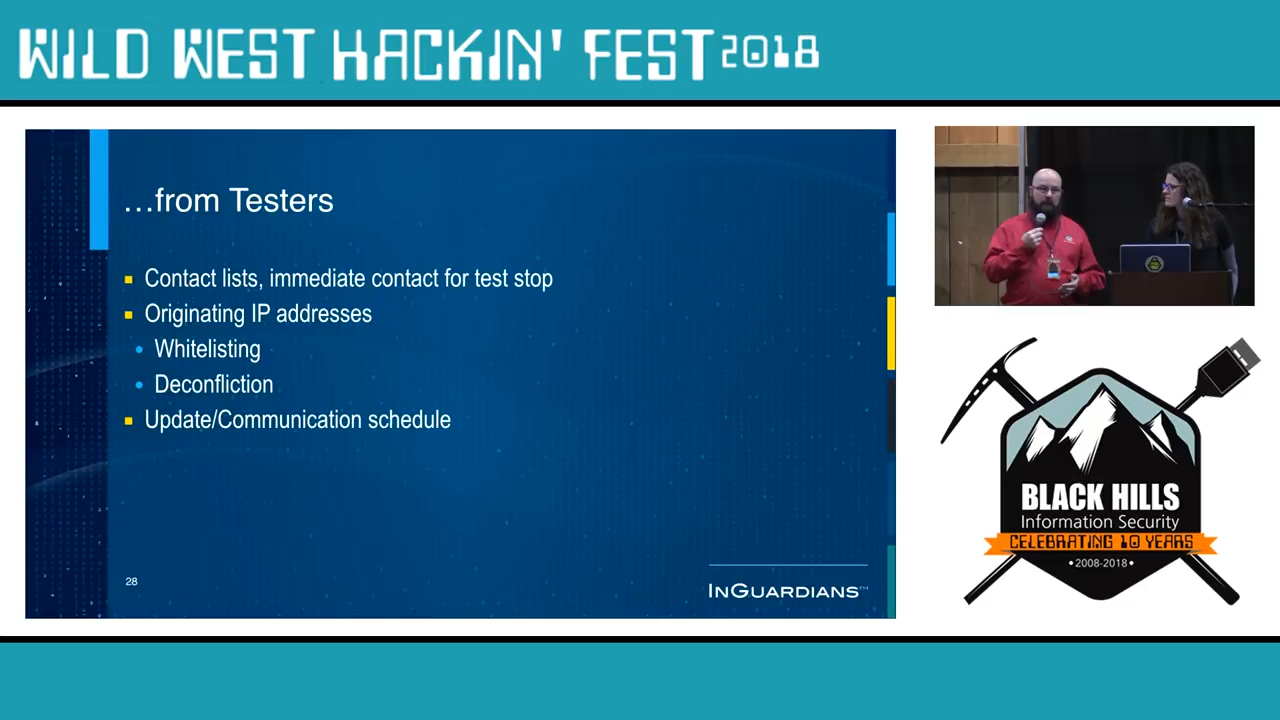 WILD WEST HACKIN' FEST 2018
...from Testers
Contact lists, immediate contact for test stop
Originating IP addresses
Whitelisting
Deconfliction
Update/Communication schedule
28
INGUARDIANS™
BLACK HILLS
Information Security
CELEBRATING 10 YEARS
•2008-2018•